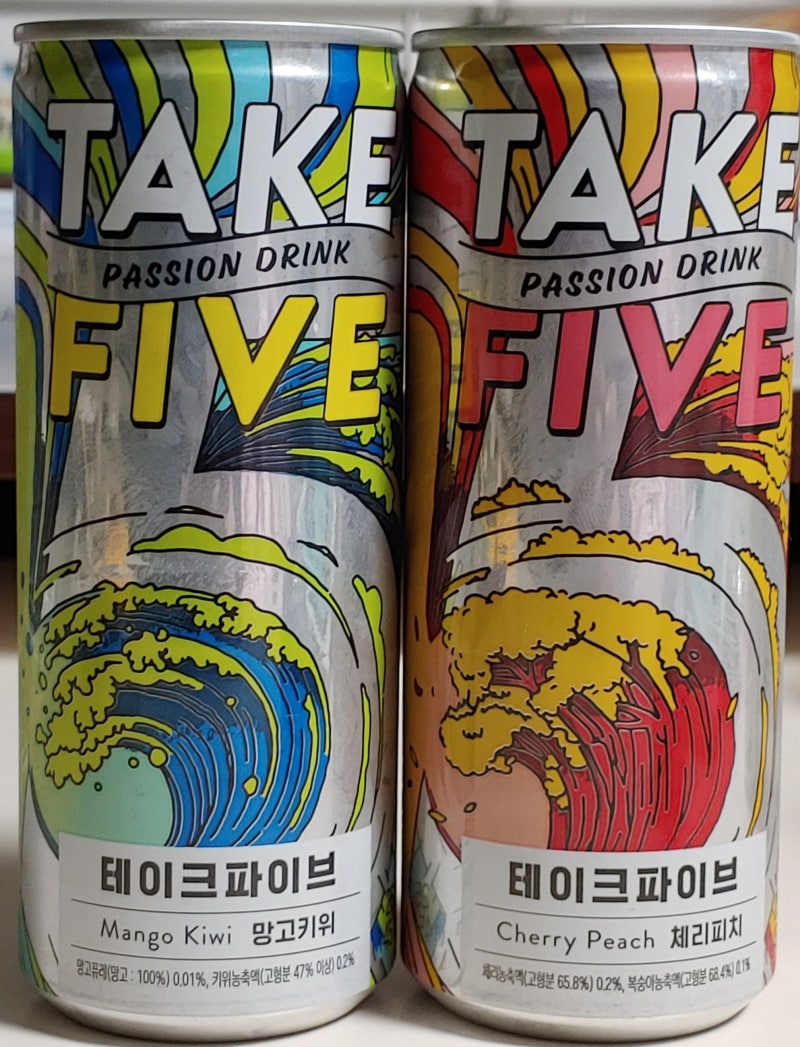 TAKE
PASSION DRINK
FIVE
테이크파이브
Mango Kiwi 망고키위
망고퓨레(망고 : 100%) 0.01%, 키위농축액(고형분 47% 이상) 0.2%
TAKE
PASSION DRINK
FIVE
테이크파이브
Cherry Peach 체리피치
체리농축액(고형분 65.8%) 0.2%, 복숭아농축액(고형분 68.4%) 0.1%